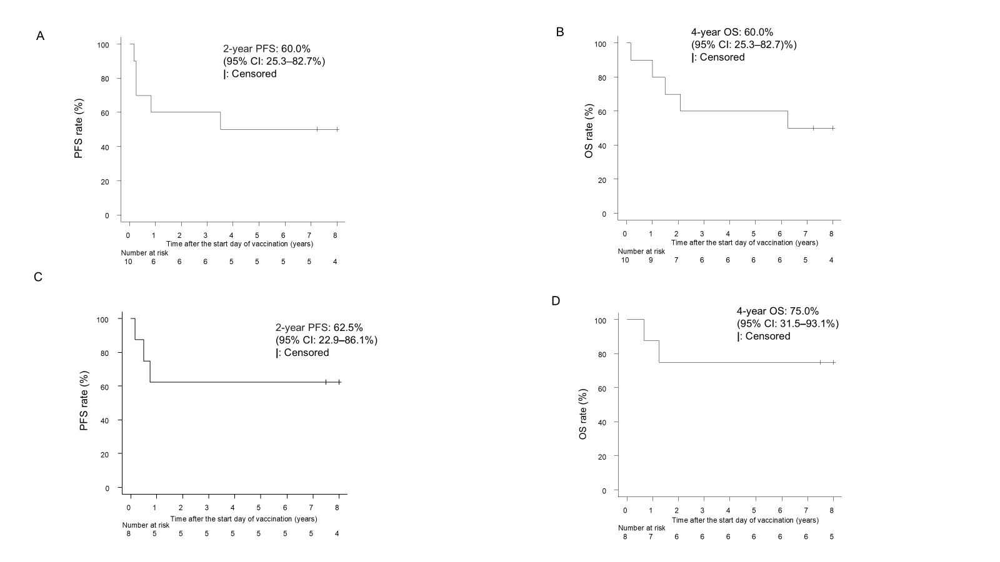 A
2-year PFS: 60.0%
(95% CI: 25.3–82.7%)
|: Censored
PFS rate (%)
100
80
60
40
20
0
0 1 2 3 4 5 6 7 8
Time after the start day of vaccination (years)
Number at risk
10 6 6 6 5 5 5 5 4
B
4-year OS: 60.0%
(95% CI: 25.3–82.7)%)
|: Censored
OS rate (%)
100
80
60
40
20
0
0 1 2 3 4 5 6 7 8
Time after the start day of vaccination (years)
Number at risk
10 9 7 6 6 6 6 5 4
C
2-year PFS: 62.5%
(95% CI: 22.9–86.1%)
|: Censored
PFS rate (%)
100
80
60
40
20
0
0 1 2 3 4 5 6 7 8
Time after the start day of vaccination (years)
Number at risk
8 5 5 5 5 5 5 5 4
D
4-year OS: 75.0%
(95% CI: 31.5–93.1%)
|: Censored
OS rate (%)
100
80
60
40
20
0
0 1 2 3 4 5 6 7 8
Time after the start day of vaccination (years)
Number at risk
8 7 6 6 6 6 6 6 5